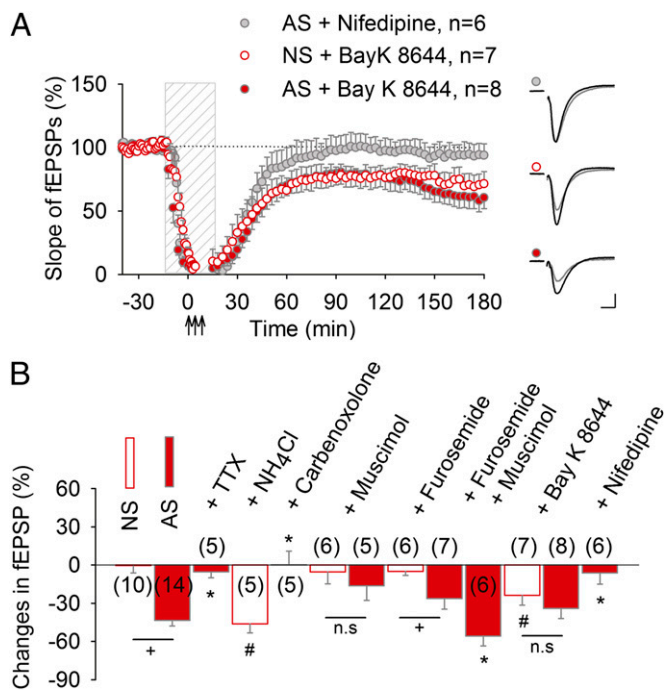 A
AS + Nifedipine, n=6
NS + BayK 8644, n=7
AS + Bay K 8644, n=8
Slope of fEPSPs (%)
150
100
50
0
-30 0 30 60 90 120 150 180
Time (min)
B
Changes in fEPSP (%)
NS
AS
+ TTX
+ NH4Cl
+ Carbenoxolone
+ Muscimol
+ Furosemide
+ Furosemide
+ Muscimol
+ Bay K 8644
+ Nifedipine
60
30
0
-30
-60
-90
(10) (14) (5) (5) (5) (6) (5) (6) (7) (6) (7) (8) (6)
+ * # * n.s + * # n.s *